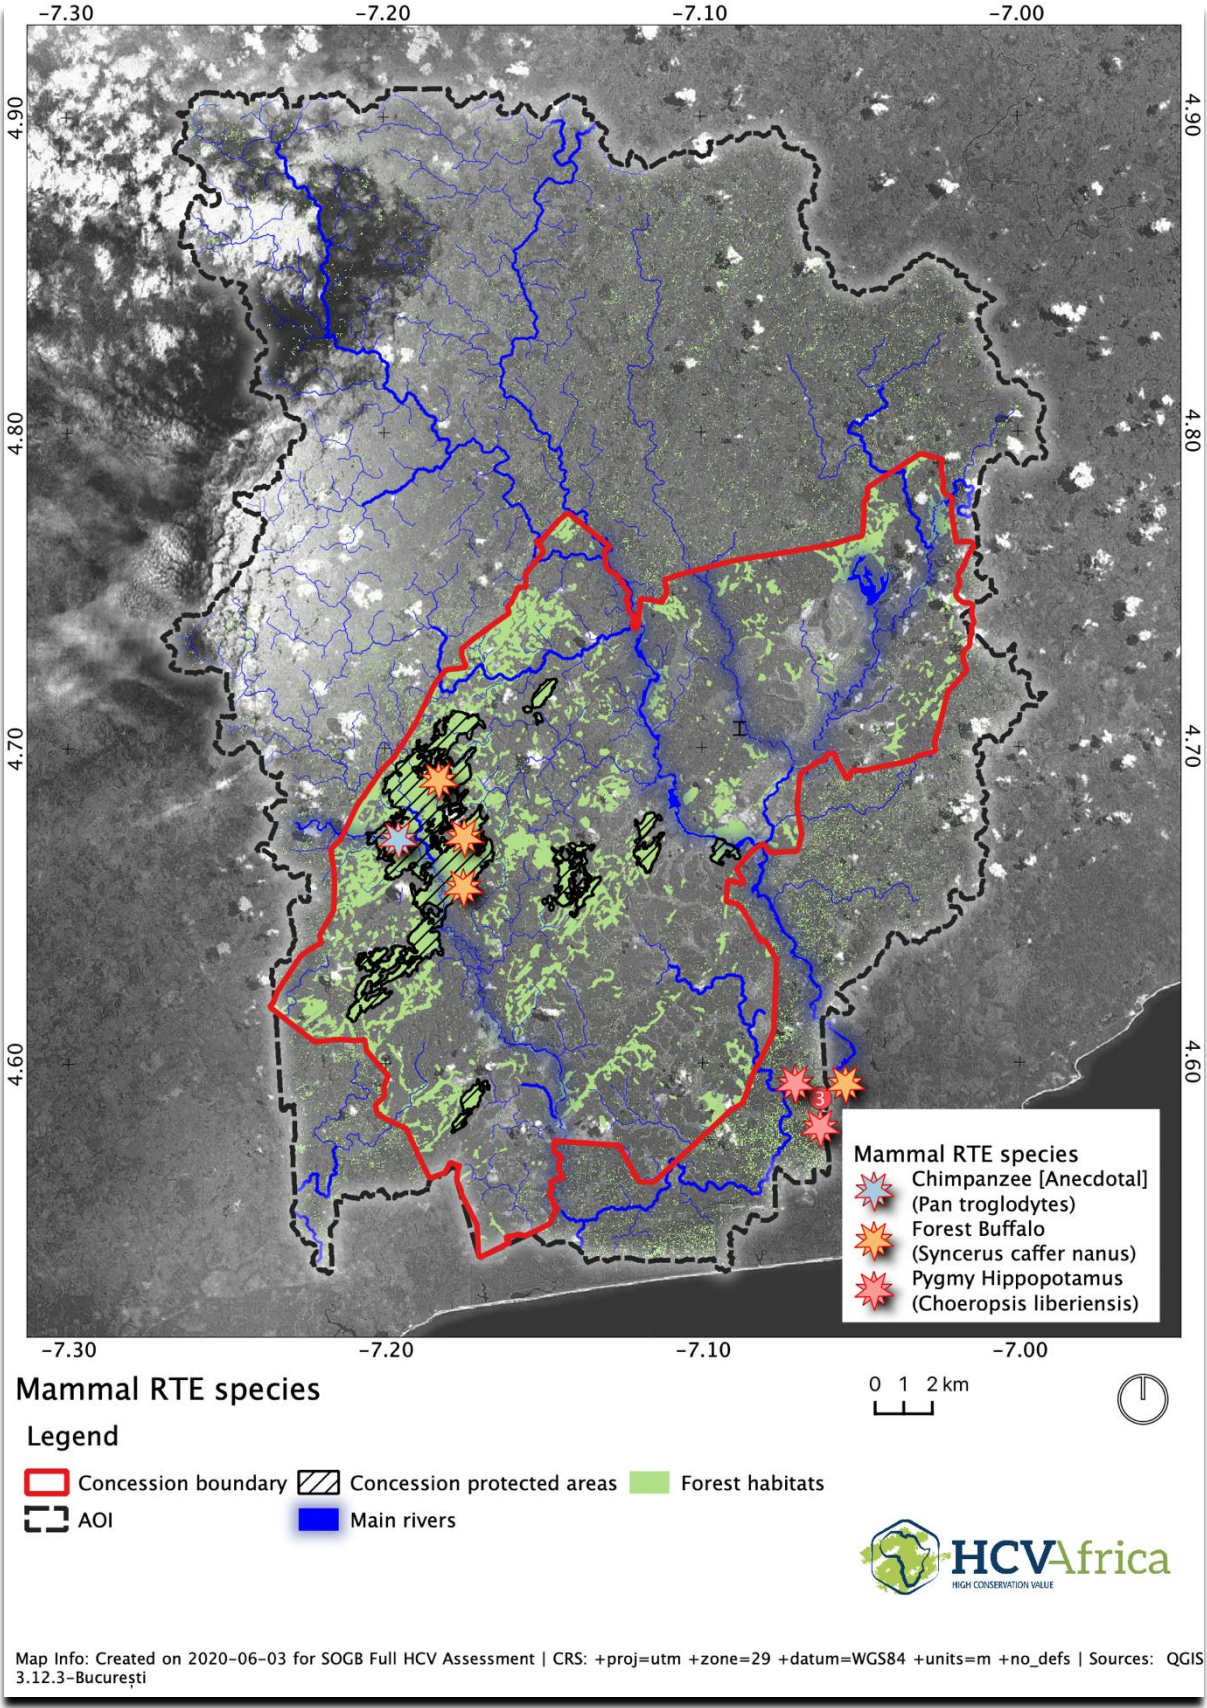 -7.30 -7.20 -7.10 -7.00
4.90 4.90
4.80 4.80
4.70 4.70
4.60 4.60
3
Mammal RTE species
Chimpanzee [Anecdotal]
(Pan troglodytes)
Forest Buffalo
(Syncerus caffer nanus)
Pygmy Hippopotamus
(Choeropsis liberiensis)
-7.30 -7.20 -7.10 -7.00
Mammal RTE species
0 1 2 km
Legend
Concession boundary Concession protected areas Forest habitats
AOI Main rivers
HCVAfrica
HIGH CONSERVATION VALUE
Map Info: Created on 2020-06-03 for SOGB Full HCV Assessment | CRS: +proj=utm +zone=29 +datum=WGS84 +units=m +no_defs | Sources: QGIS
3.12.3-București